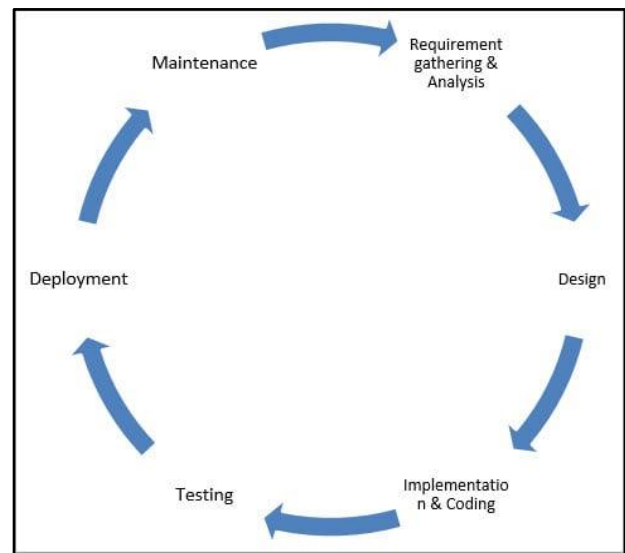 Maintenance
Requirement
gathering &
Analysis
Deployment
Design
Testing
Implementatio
n & Coding